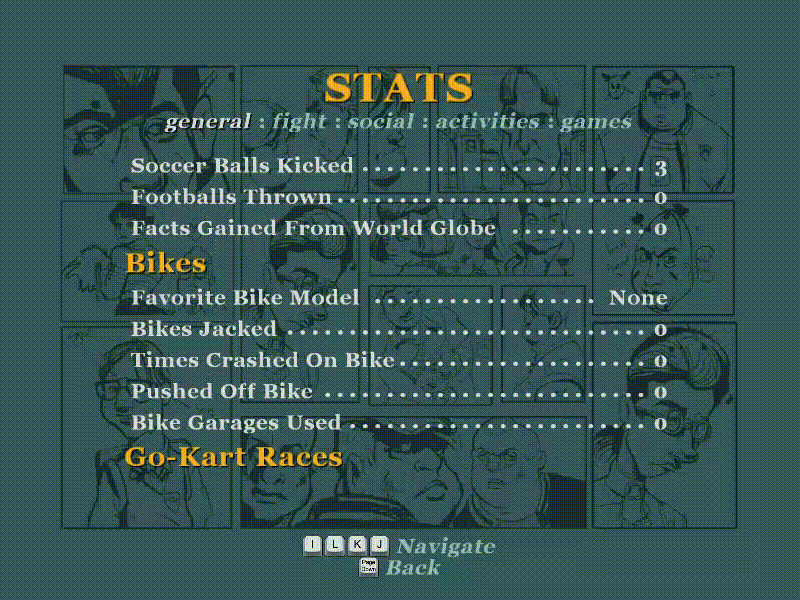 STATS
general : fight : social : activities : games
Soccer Balls Kicked ........................ 3
Footballs Thrown ........................... 0
Facts Gained From World Globe .......... 0
Bikes
Favorite Bike Model .................. None
Bikes Jacked ............................... 0
Times Crashed On Bike ..................... 0
Pushed Off Bike ............................ 0
Bike Garages Used .......................... 0
Go-Kart Races
I L K J Navigate
Page Down Back